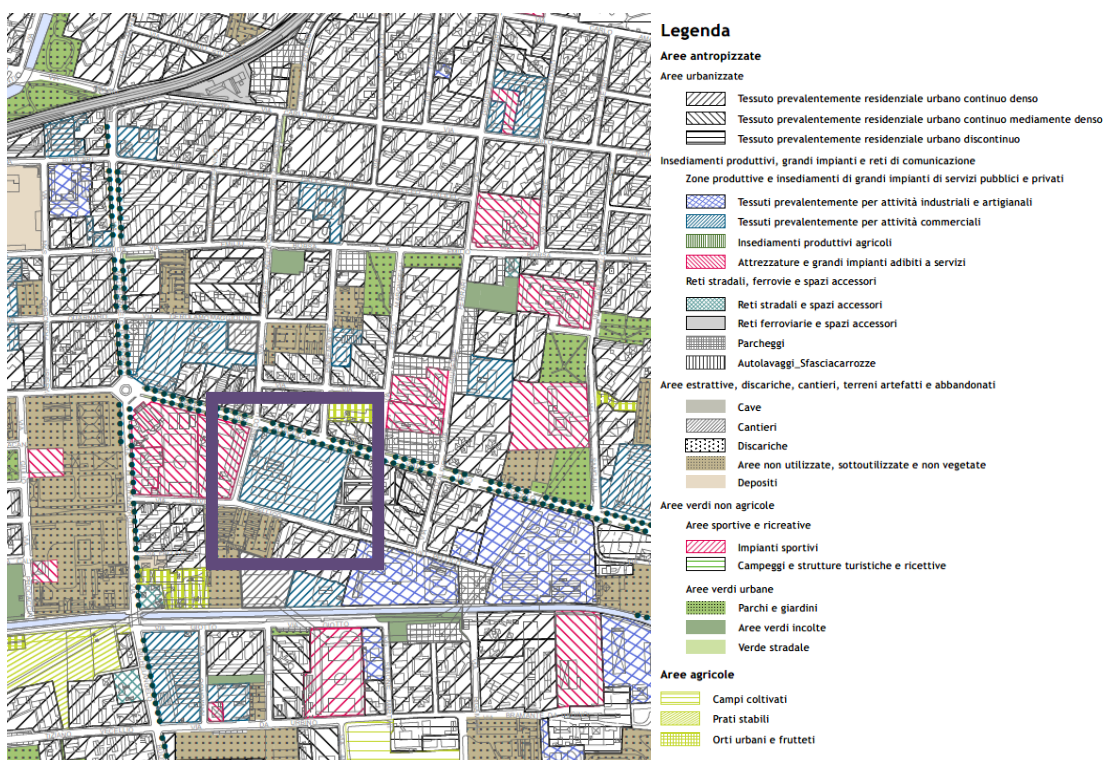 Legenda
Aree antropizzate
Aree urbanizzate
Tessuto prevalentemente residenziale urbano continuo denso
Tessuto prevalentemente residenziale urbano continuo mediamente denso
Tessuto prevalentemente residenziale urbano discontinuo
Insediamenti produttivi, grandi impianti e reti di comunicazione
Zone produttive e insediamenti di grandi impianti di servizi pubblici e privati
Tessuti prevalentemente per attività industriali e artigianali
Tessuti prevalentemente per attività commerciali
Insediamenti produttivi agricoli
Attrezzature e grandi impianti adibiti a servizi
Reti stradali, ferrovie e spazi accessori
Reti stradali e spazi accessori
Reti ferroviarie e spazi accessori
Parcheggi
Autolavaggi_Sfasciacarrozze
Aree estrattive, discariche, cantieri, terreni artefatti e abbandonati
Cave
Cantieri
Discariche
Aree non utilizzate, sottoutilizzate e non vegetate
Depositi
Aree verdi non agricole
Aree sportive e ricreative
Impianti sportivi
Campeggi e strutture turistiche e ricettive
Aree verdi urbane
Parchi e giardini
Aree verdi incolte
Verde stradale
Aree agricole
Campi coltivati
Prati stabili
Orti urbani e frutteti